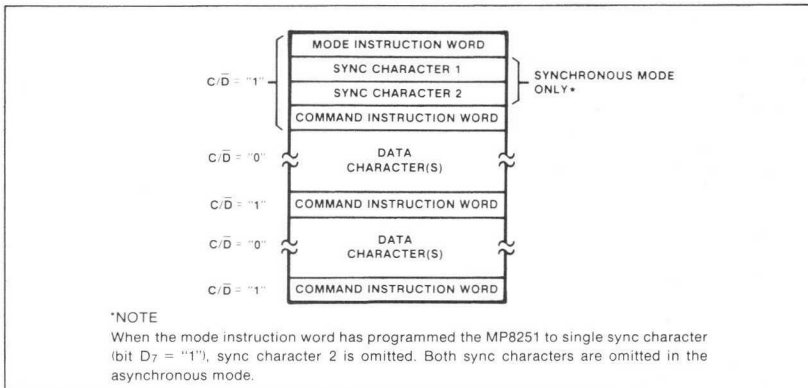 MODE INSTRUCTION WORD
C/D̅ = "1"
SYNC CHARACTER 1
SYNC CHARACTER 2
SYNCHRONOUS MODE
ONLY*
COMMAND INSTRUCTION WORD
C/D̅ = "0"
DATA
CHARACTER(S)
C/D̅ = "1"
COMMAND INSTRUCTION WORD
C/D̅ = "0"
DATA
CHARACTER(S)
C/D̅ = "1"
COMMAND INSTRUCTION WORD
*NOTE
When the mode instruction word has programmed the MP8251 to single sync character
(bit D7 = "1"), sync character 2 is omitted. Both sync characters are omitted in the
asynchronous mode.